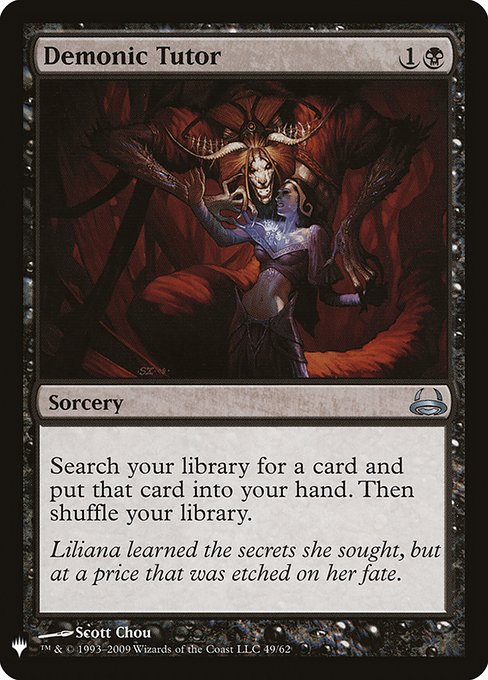 Demonic Tutor 1
·SZ·08·
Sorcery
Search your library for a card and
put that card into your hand. Then
shuffle your library.
Liliana learned the secrets she sought, but
at a price that was etched on her fate.
Scott Chou
™ & © 1993–2009 Wizards of the Coast LLC 49/62